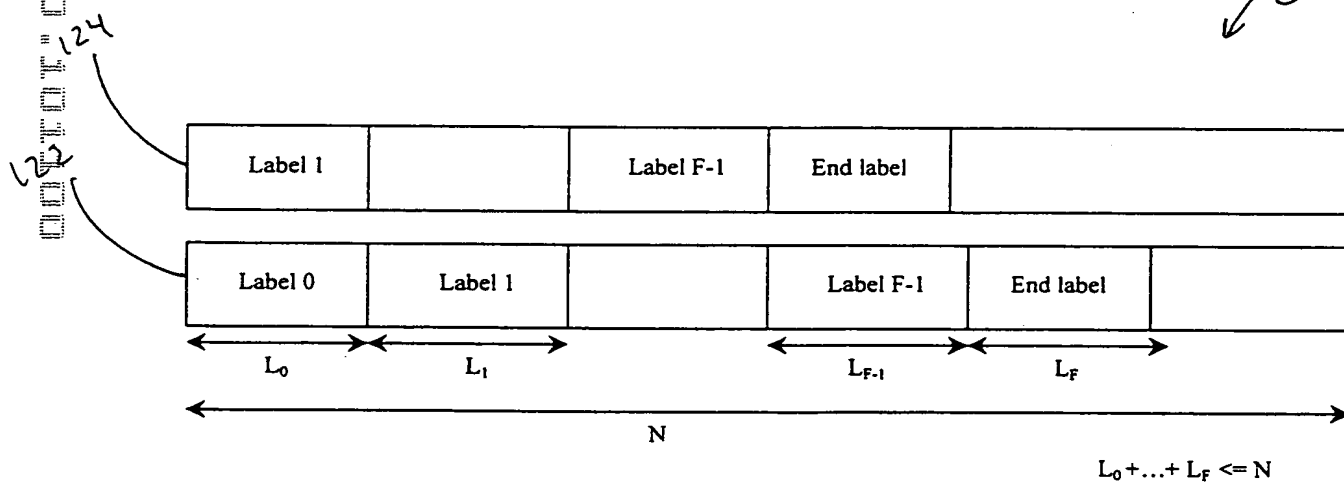 124
122
Label 1 Label F-1 End label
Label 0 Label 1 Label F-1 End label
L₀ L₁ L_F-1 L_F
N
L₀+...+ L_F <= N